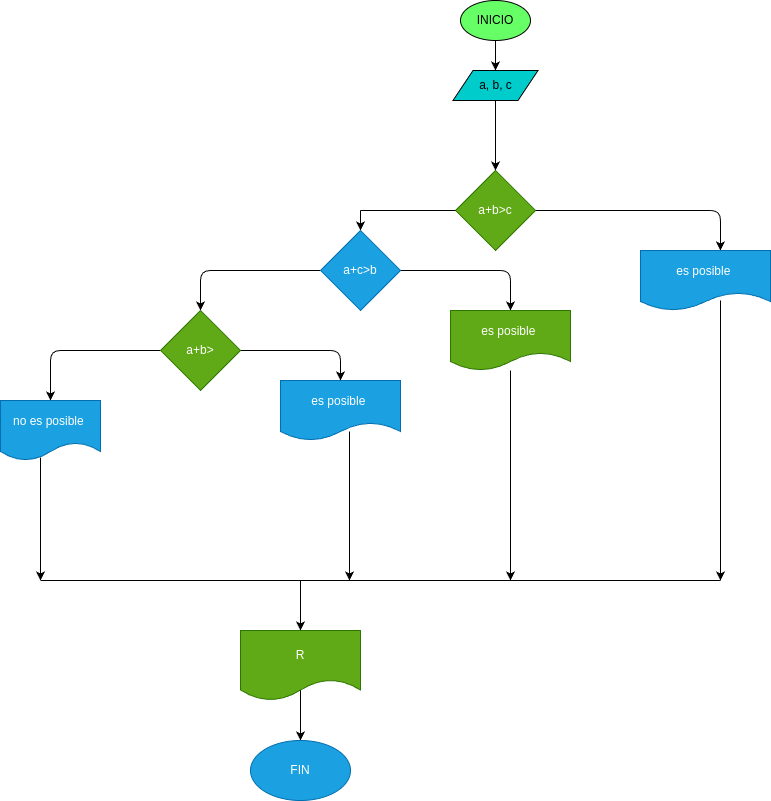 INICIO
a, b, c
a+b>c
a+c>b
es posible
es posible
a+b>
es posible
no es posible
R
FIN